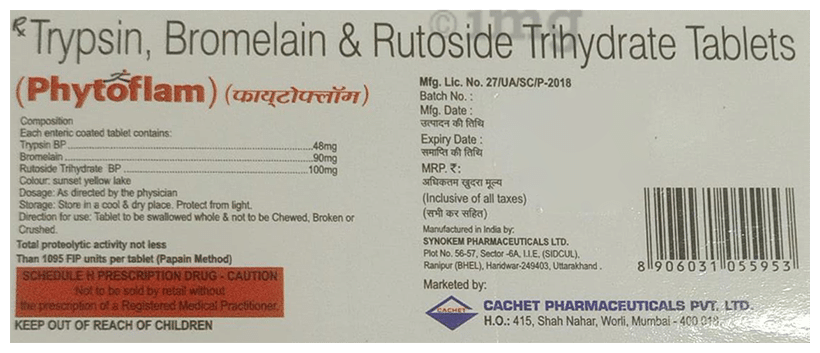 Rx Trypsin, Bromelain & Rutoside Trihydrate Tablets
(Phytoflam) (फायटोफ्लॉम)
Composition
Each enteric coated tablet contains:
Trypsin BP..........48mg
Bromelain..........90mg
Rutoside Trihydrate BP..........100mg
Colour: sunset yellow lake
Dosage: As directed by the physician
Storage: Store in a cool & dry place. Protect from light.
Direction for use: Tablet to be swallowed whole & not to be Chewed, Broken or
Crushed.
Total proteolytic activity not less
Than 1095 FIP units per tablet (Papain Method)
SCHEDULE H PRESCRIPTION DRUG - CAUTION
Not to be sold by retail without
the prescription of a Registered Medical Practitioner.
KEEP OUT OF REACH OF CHILDREN
Mfg. Lic. No. 27/UA/SC/P-2018
Batch No. :
Mfg. Date :
उत्पादन की तिथि
Expiry Date :
समाप्ति की तिथि
MRP. ₹:
अधिकतम खुदरा मूल्य
(Inclusive of all taxes)
(सभी कर सहित)
Manufactured in India by:
SYNOKEM PHARMACEUTICALS LTD.
Plot No. 56-57, Sector -6A, I.I.E. (SIDCUL),
Ranipur (BHEL), Haridwar-249403, Uttarakhand.
Marketed by:
CACHET
CACHET PHARMACEUTICALS PVT. LTD.
H.O.: 415, Shah Nahar, Worli, Mumbai - 400 018.
8 906031 055953
© 1mg